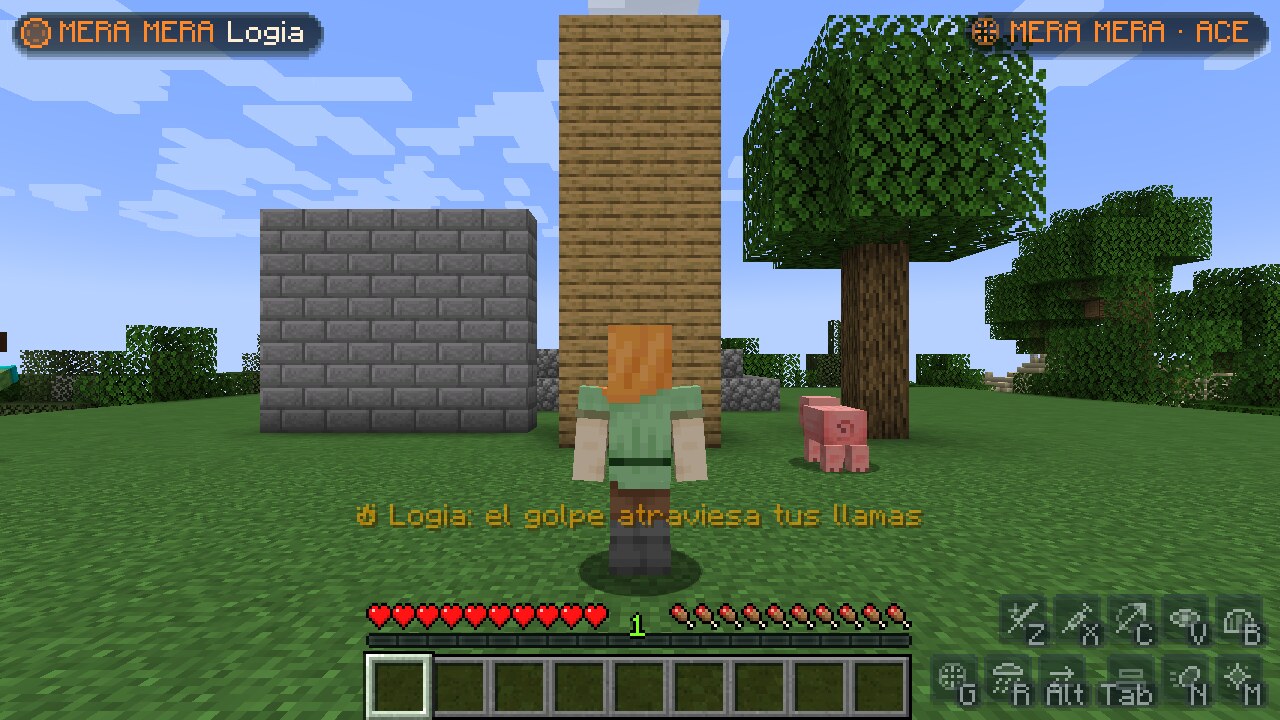 MERA MERA Logia
MERA MERA · ACE
Logia: el golpe atraviesa tus llamas
1
Z X C V B
G R Alt Tab N M